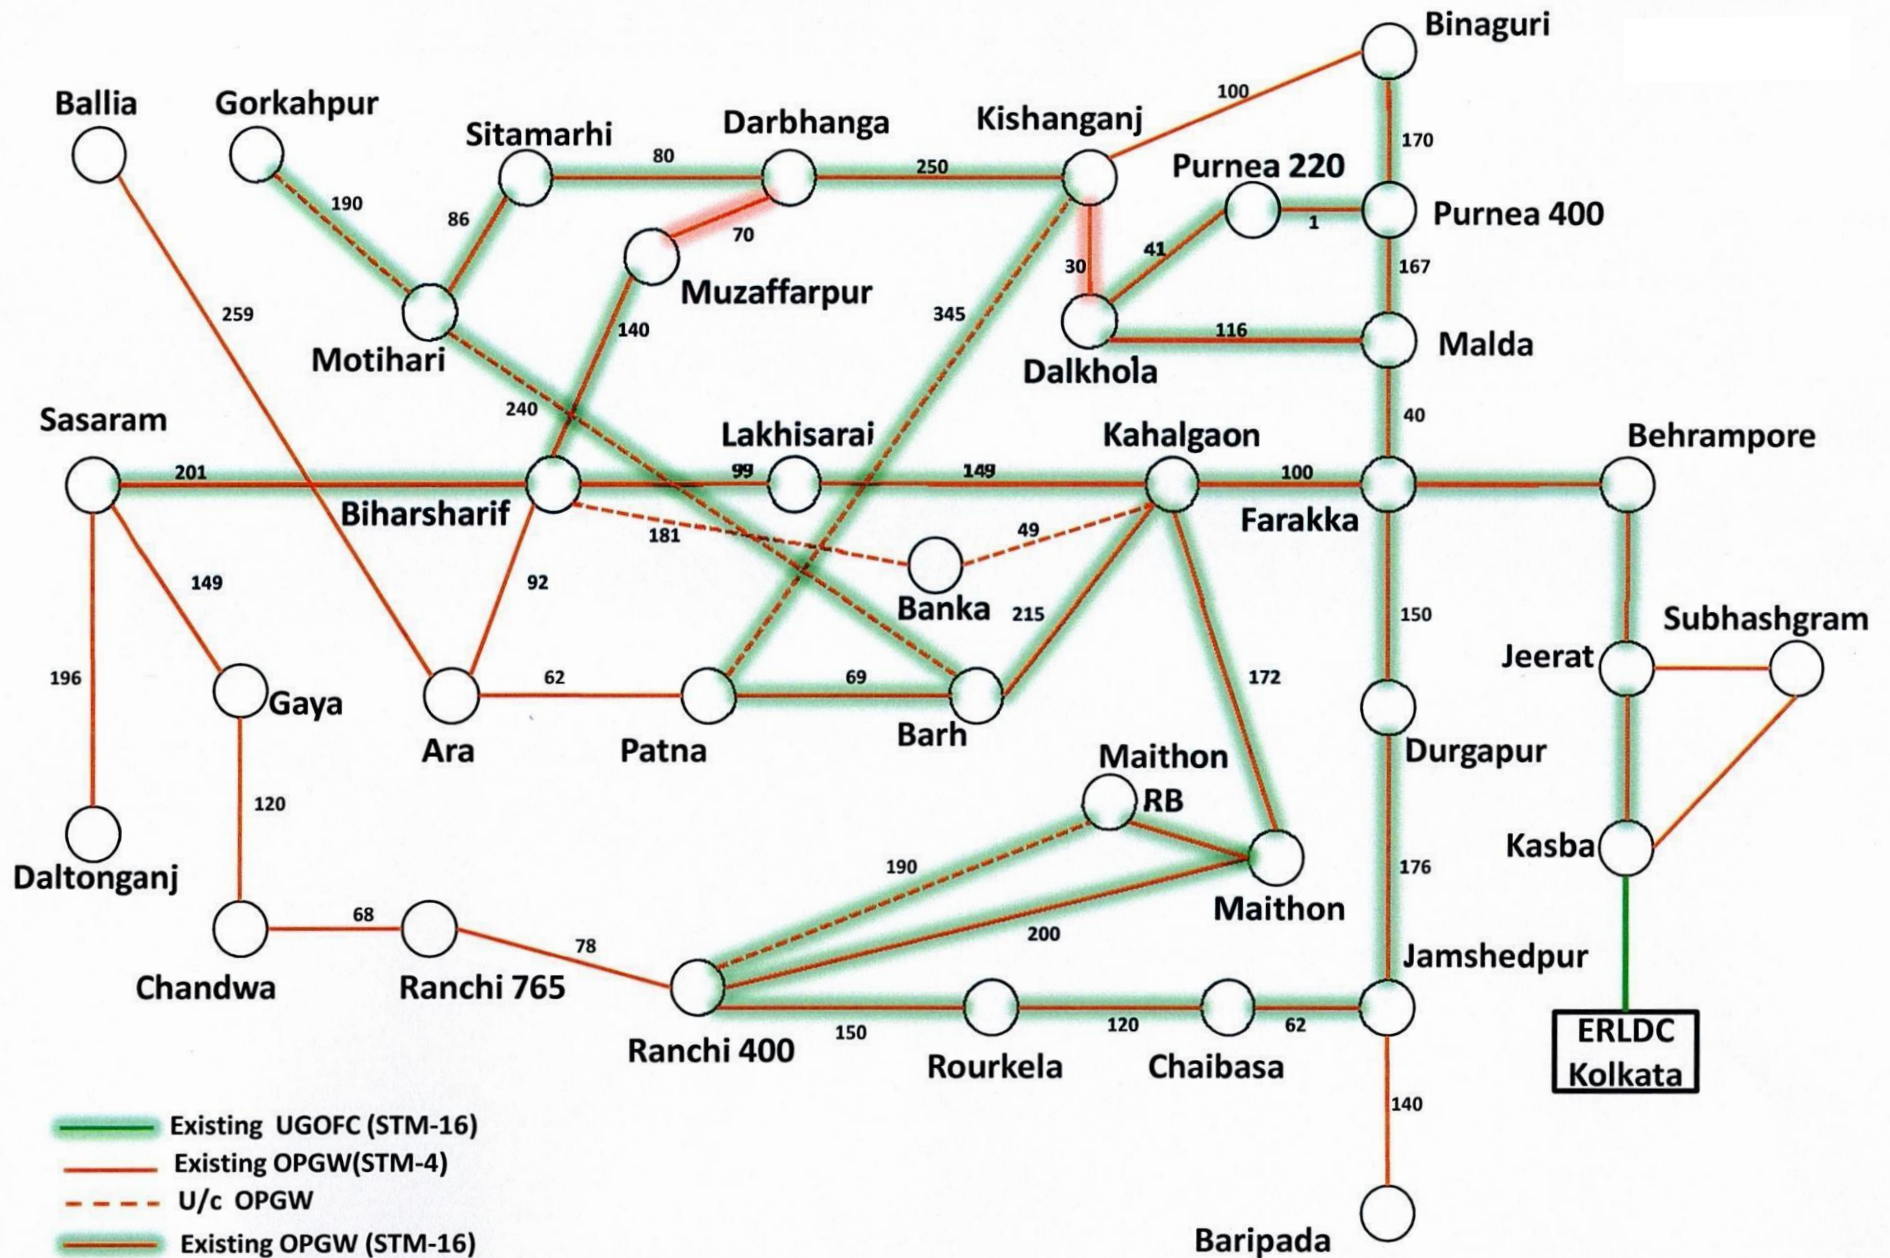 Binaguri
Ballia
Gorkahpur
Sitamarhi
Darbhanga
Kishanganj
100
170
80
250
Purnea 220
190
86
70
41
1
Purnea 400
30
167
Muzaffarpur
259
345
140
116
Motihari
Dalkhola
Malda
240
40
Sasaram
Lakhisarai
Kahalgaon
Behrampore
201
99
149
100
Biharsharif
Farakka
181
49
149
92
Banka
215
150
Subhashgram
Jeerat
196
62
69
172
Gaya
Ara
Patna
Barh
Durgapur
Maithon
RB
120
Kasba
190
176
Daltonganj
Maithon
68
78
200
Jamshedpur
Chandwa
Ranchi 765
150
120
62
ERLDC
Kolkata
Ranchi 400
Rourkela
Chaibasa
140
Existing UGOFC (STM-16)
Existing OPGW(STM-4)
U/c OPGW
Existing OPGW (STM-16)
Baripada